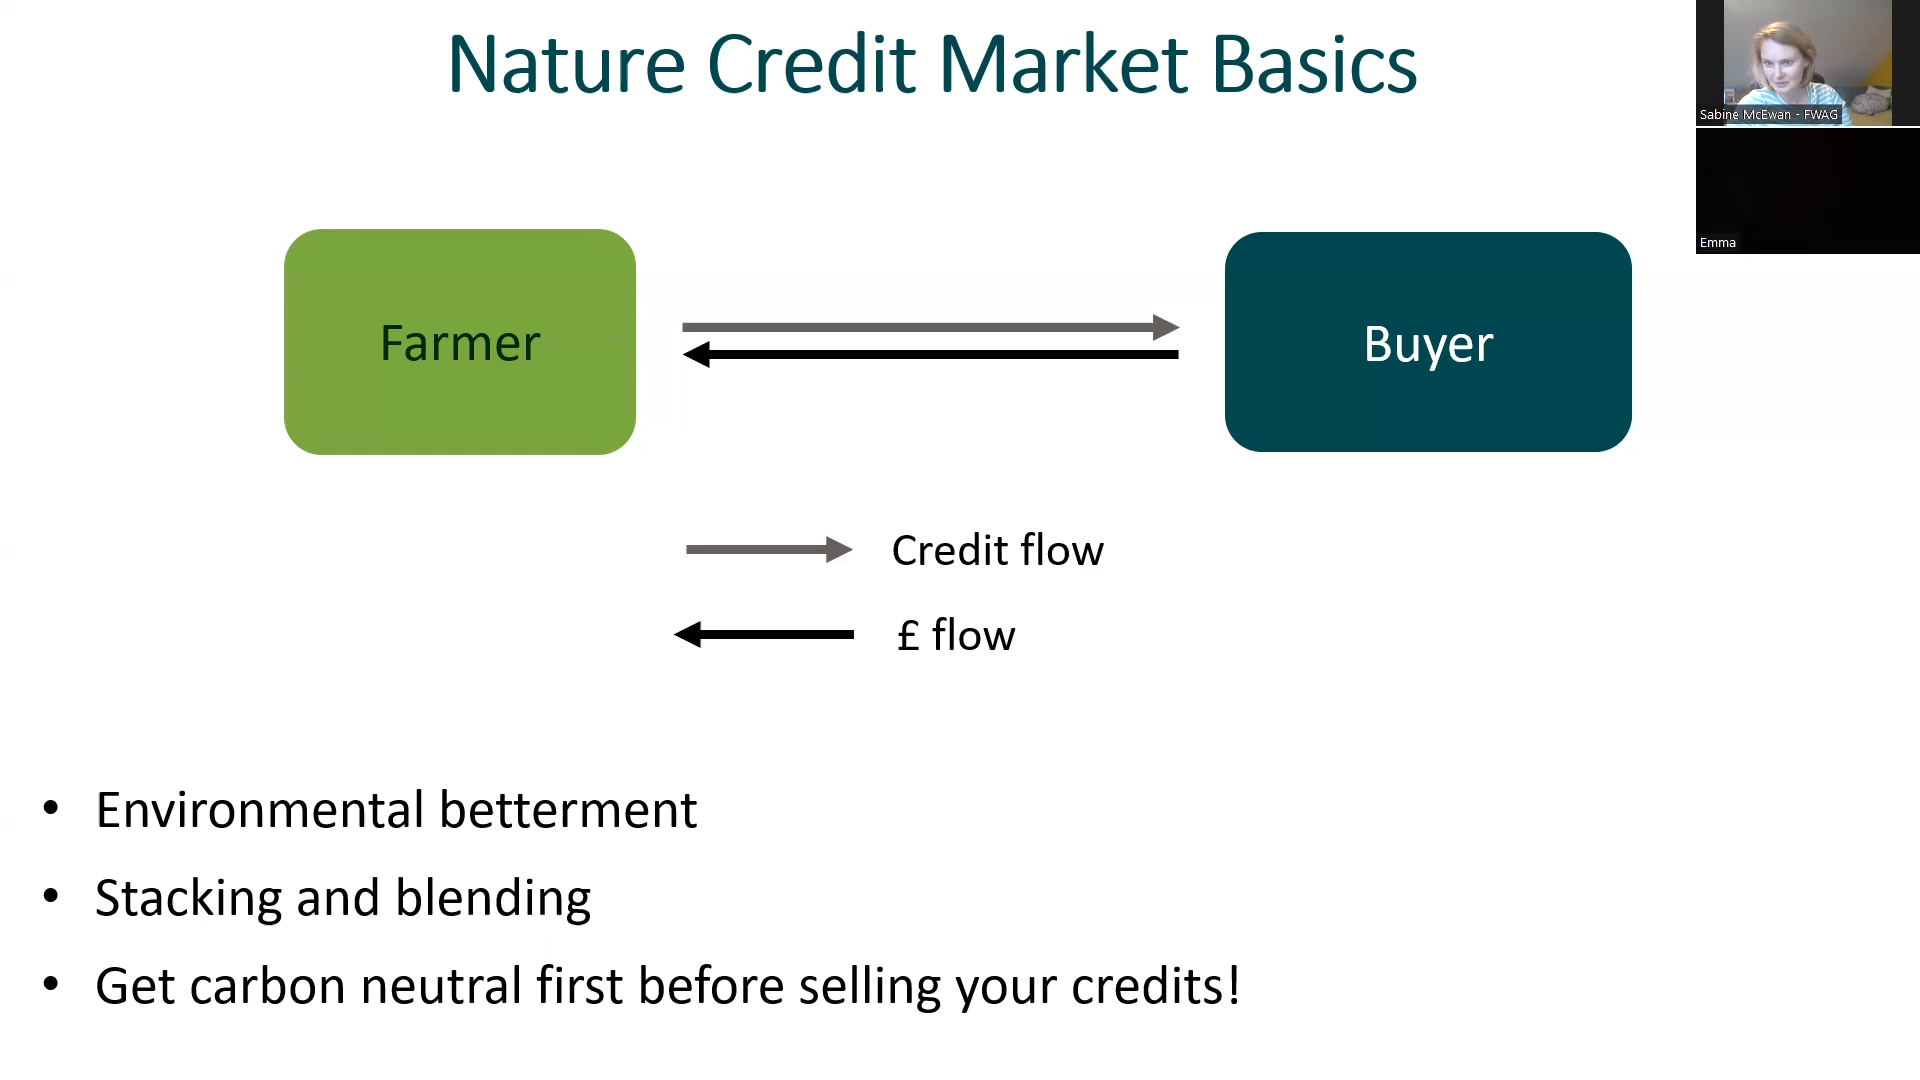 Nature Credit Market Basics
Sabine McEwan - FWAG
Emma
Farmer
Buyer
Credit flow
£ flow
• Environmental betterment
• Stacking and blending
• Get carbon neutral first before selling your credits!